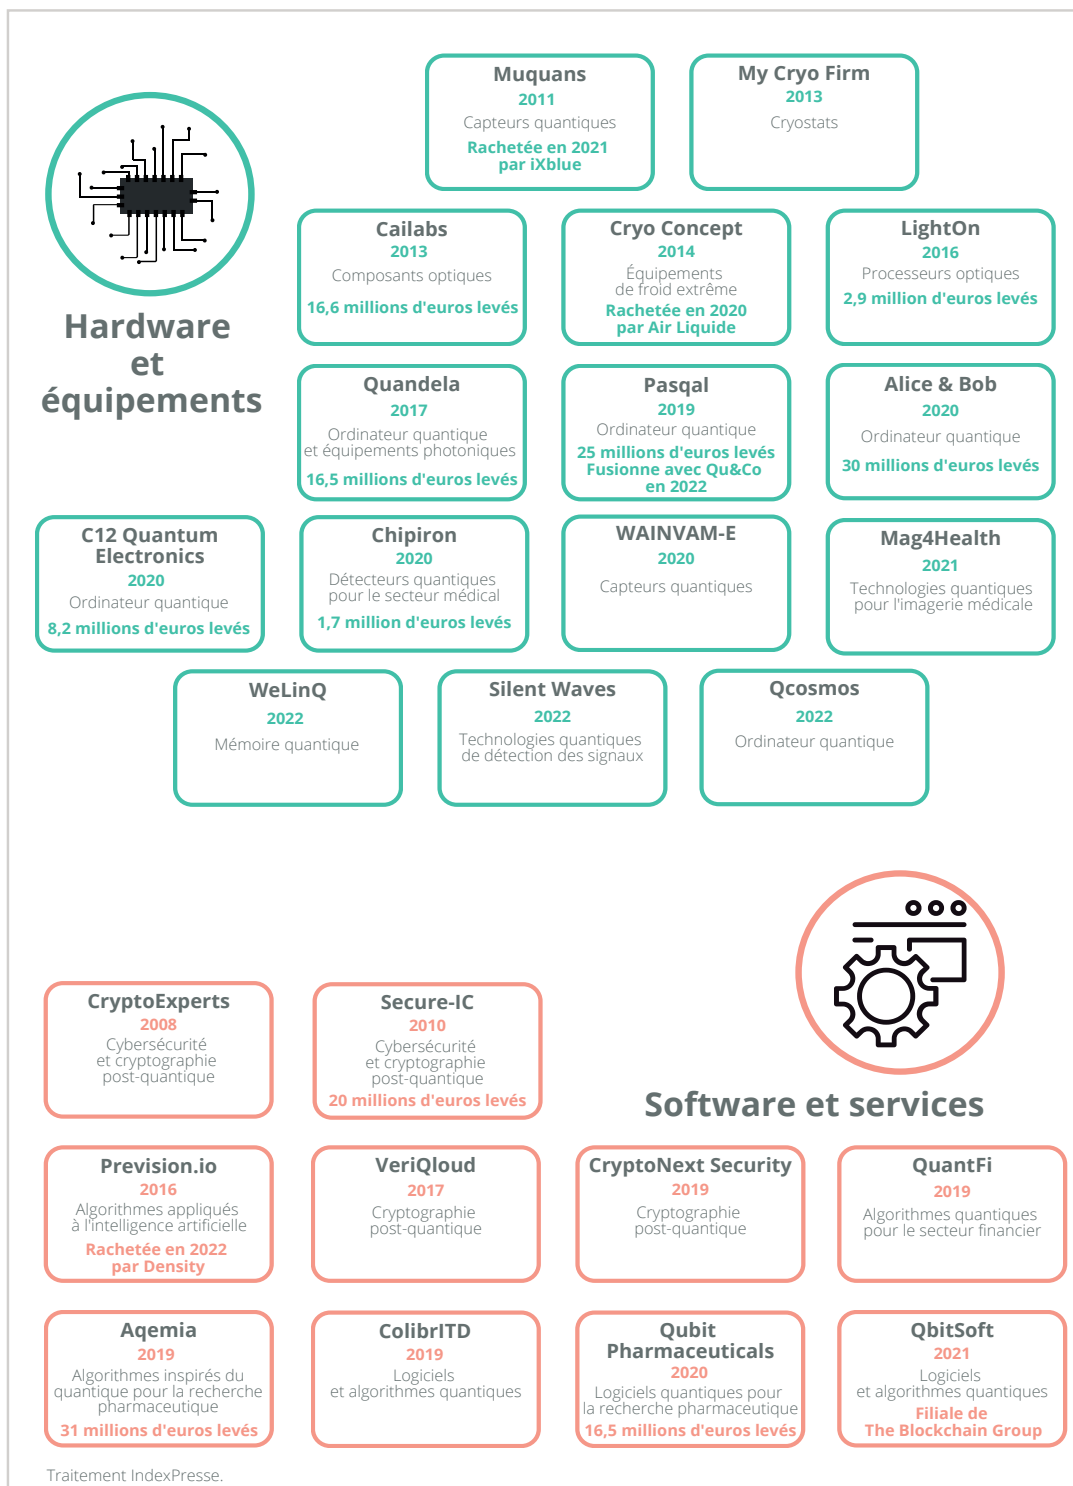 Muquans
2011
Capteurs quantiques
Rachetée en 2021
par iXblue
My Cryo Firm
2013
Cryostats
Hardware
et
équipements
Cailabs
2013
Composants optiques
16,6 millions d'euros levés
Cryo Concept
2014
Équipements
de froid extrême
Rachetée en 2020
par Air Liquide
LightOn
2016
Processeurs optiques
2,9 million d'euros levés
Quandela
2017
Ordinateur quantique
et équipements photoniques
16,5 millions d'euros levés
Pasqal
2019
Ordinateur quantique
25 millions d'euros levés
Fusionne avec Qu&Co
en 2022
Alice & Bob
2020
Ordinateur quantique
30 millions d'euros levés
C12 Quantum
Electronics
2020
Ordinateur quantique
8,2 millions d'euros levés
Chipiron
2020
Détecteurs quantiques
pour le secteur médical
1,7 million d'euros levés
WAINVAM-E
2020
Capteurs quantiques
Mag4Health
2021
Technologies quantiques
pour l'imagerie médicale
WeLinQ
2022
Mémoire quantique
Silent Waves
2022
Technologies quantiques
de détection des signaux
Qcosmos
2022
Ordinateur quantique
Software et services
CryptoExperts
2008
Cybersécurité
et cryptographie
post-quantique
Secure-IC
2010
Cybersécurité
et cryptographie
post-quantique
20 millions d'euros levés
Prevision.io
2016
Algorithmes appliqués
à l'intelligence artificielle
Rachetée en 2022
par Density
VeriQloud
2017
Cryptographie
post-quantique
CryptoNext Security
2019
Cryptographie
post-quantique
QuantFi
2019
Algorithmes quantiques
pour le secteur financier
Aqemia
2019
Algorithmes inspirés du
quantique pour la recherche
pharmaceutique
31 millions d'euros levés
ColibrITD
2019
Logiciels
et algorithmes quantiques
Qubit
Pharmaceuticals
2020
Logiciels quantiques pour
la recherche pharmaceutique
16,5 millions d'euros levés
QbitSoft
2021
Logiciels
et algorithmes quantiques
Filiale de
The Blockchain Group
Traitement IndexPresse.